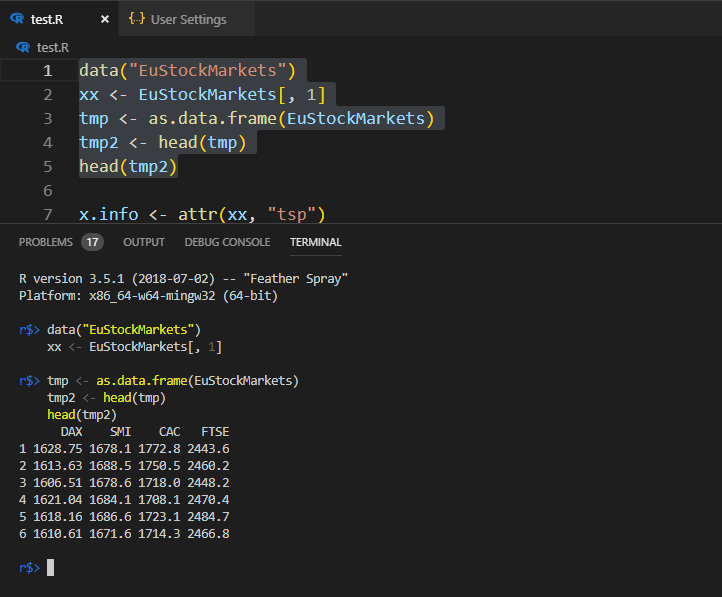 test.R × {··} User Settings
test.R
1 data("EuStockMarkets")
2 xx <- EuStockMarkets[, 1]
3 tmp <- as.data.frame(EuStockMarkets)
4 tmp2 <- head(tmp)
5 head(tmp2)
6
7 x.info <- attr(xx, "tsp")
PROBLEMS 17 OUTPUT DEBUG CONSOLE TERMINAL
R version 3.5.1 (2018-07-02) -- "Feather Spray"
Platform: x86_64-w64-mingw32 (64-bit)
r$> data("EuStockMarkets")
xx <- EuStockMarkets[, 1]
r$> tmp <- as.data.frame(EuStockMarkets)
tmp2 <- head(tmp)
head(tmp2)
DAX SMI CAC FTSE
1 1628.75 1678.1 1772.8 2443.6
2 1613.63 1688.5 1750.5 2460.2
3 1606.51 1678.6 1718.0 2448.2
4 1621.04 1684.1 1708.1 2470.4
5 1618.16 1686.6 1723.1 2484.7
6 1610.61 1671.6 1714.3 2466.8
r$>